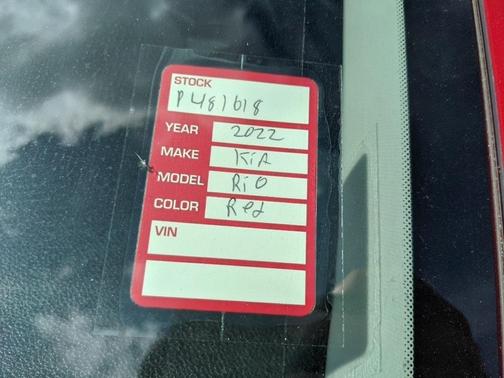 STOCK
P481618
YEAR 2022
MAKE KiA
MODEL RiO
COLOR Red
VIN